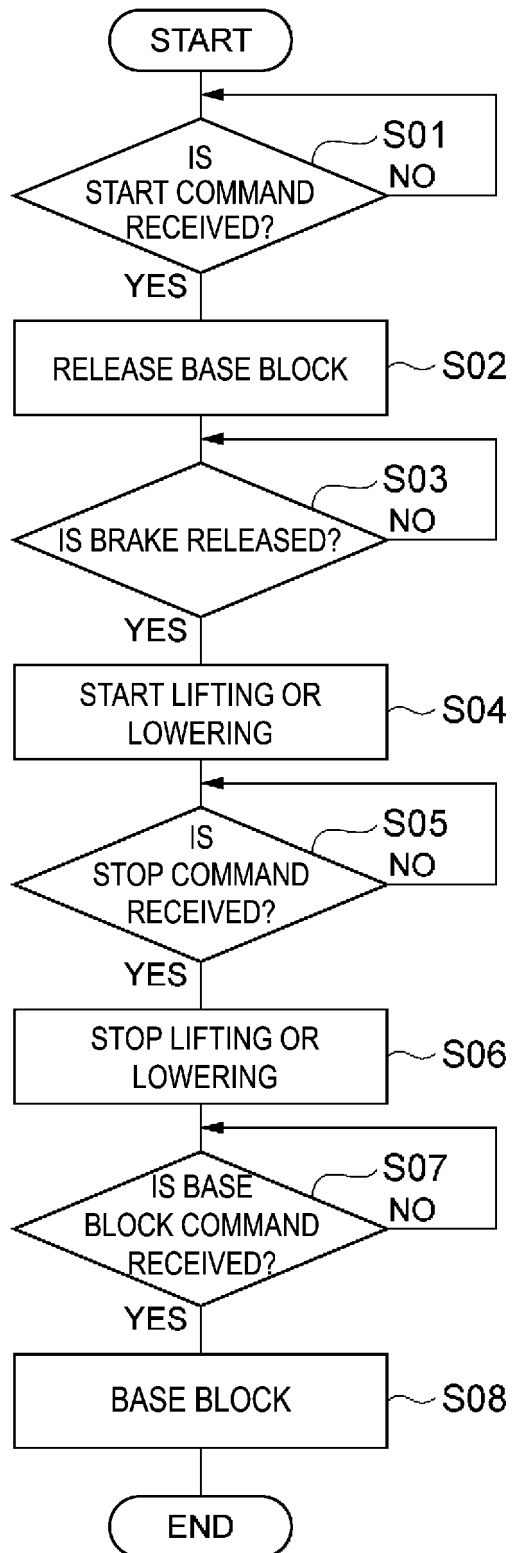 START
S01
IS
START COMMAND
RECEIVED?
NO
YES
RELEASE BASE BLOCK
S02
S03
IS BRAKE RELEASED?
NO
YES
START LIFTING OR
LOWERING
S04
S05
IS
STOP COMMAND
RECEIVED?
NO
YES
STOP LIFTING OR
LOWERING
S06
S07
IS BASE
BLOCK COMMAND
RECEIVED?
NO
YES
BASE BLOCK
S08
END